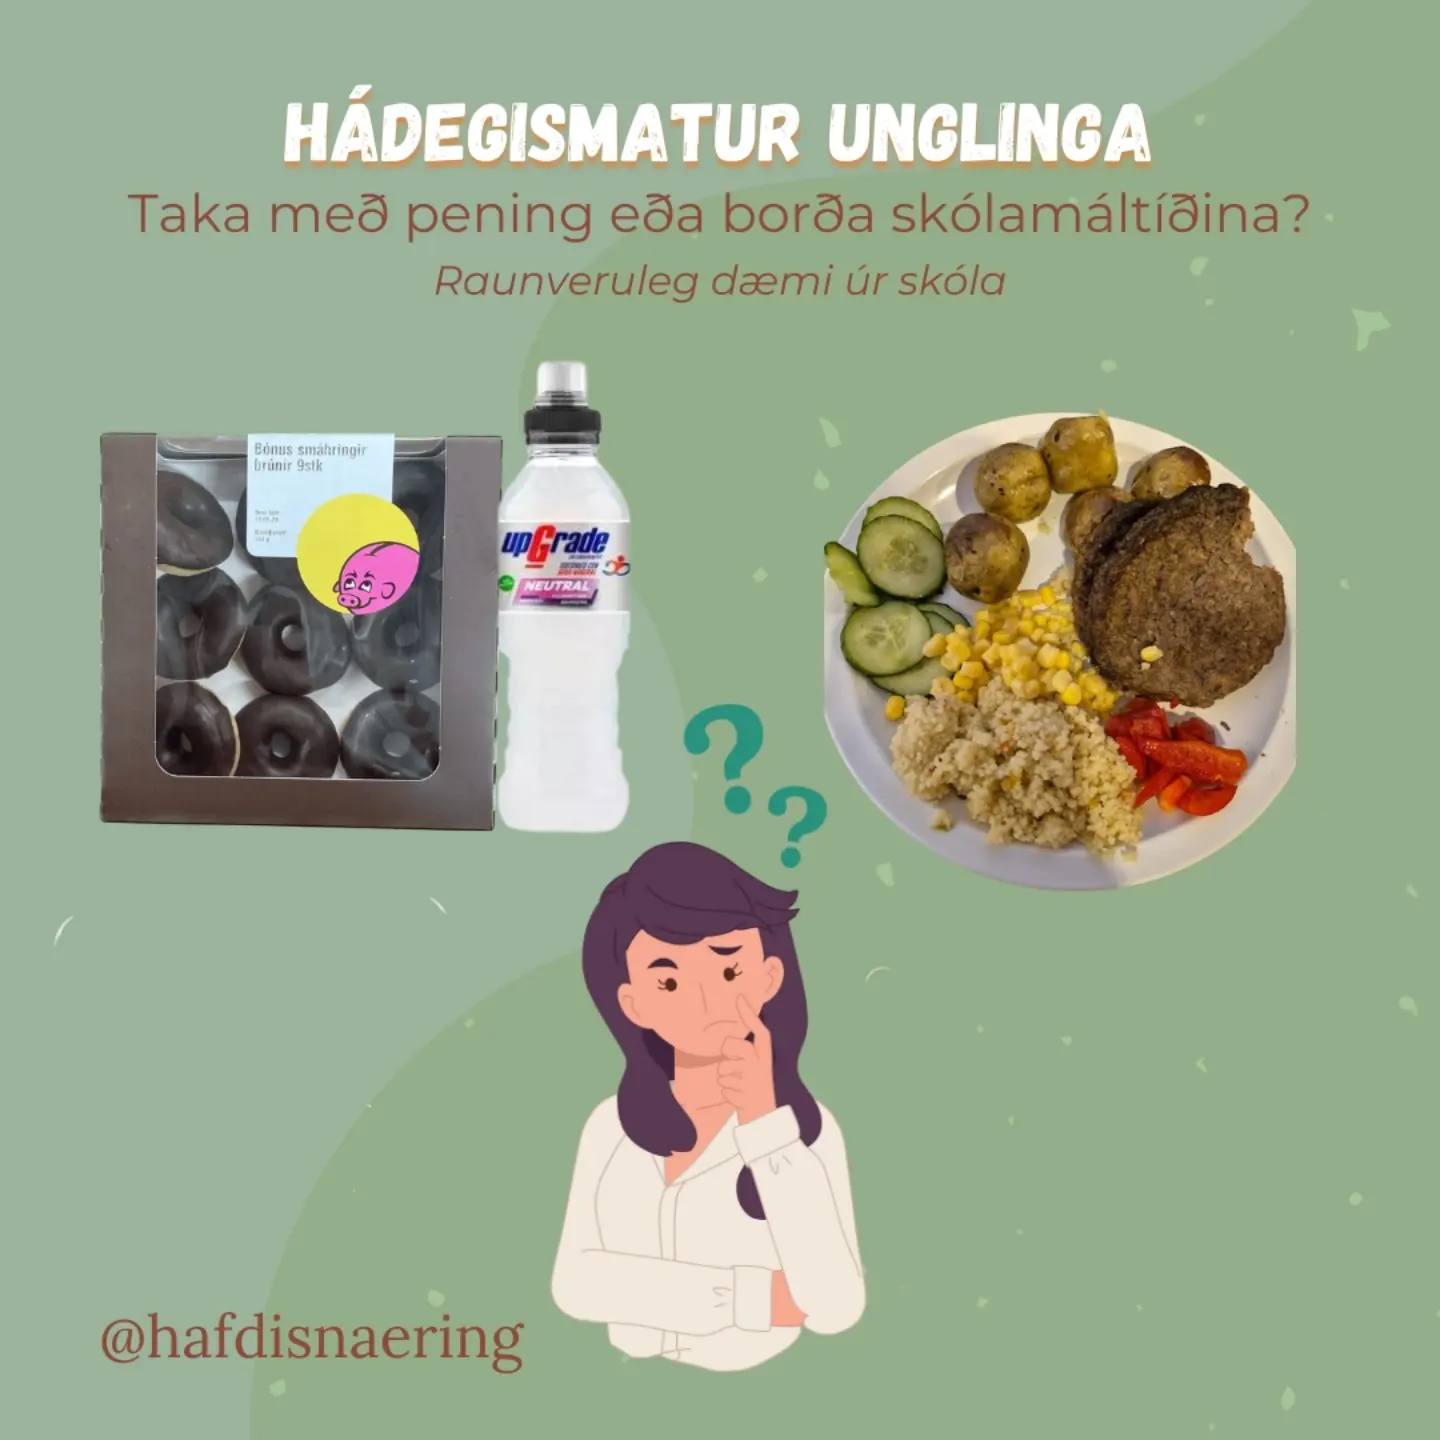 HÁDEGISMATUR UNGLINGA
Taka með pening eða borða skólamáltíðina?
Raunveruleg dæmi úr skóla
Bónus smáhringir
brúnir 9stk
upGrade
NEUTRAL
@hafdisnaering